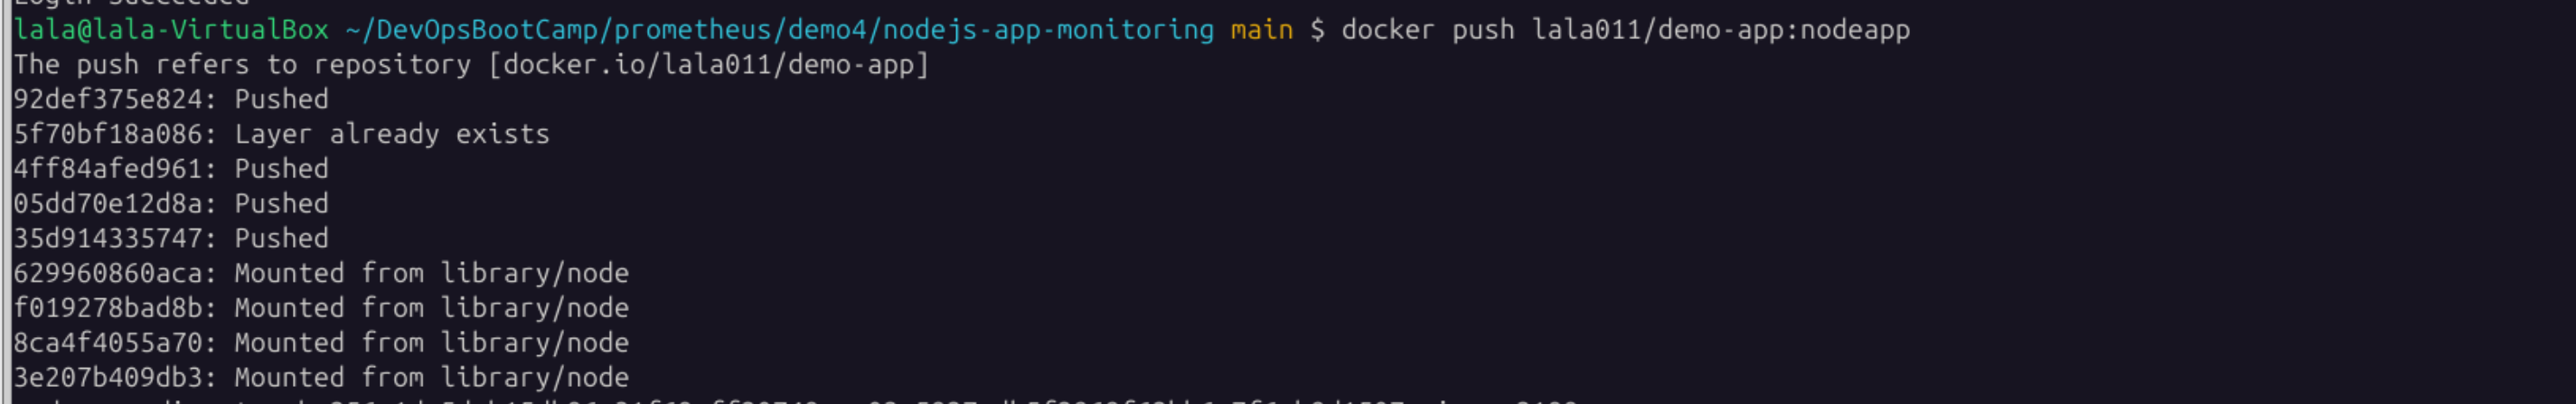 Login Succeeded
lala@lala-VirtualBox ~/DevOpsBootCamp/prometheus/demo4/nodejs-app-monitoring main $ docker push lala011/demo-app:nodeapp
The push refers to repository [docker.io/lala011/demo-app]
92def375e824: Pushed
5f70bf18a086: Layer already exists
4ff84afed961: Pushed
05dd70e12d8a: Pushed
35d914335747: Pushed
629960860aca: Mounted from library/node
f019278bad8b: Mounted from library/node
8ca4f4055a70: Mounted from library/node
3e207b409db3: Mounted from library/node